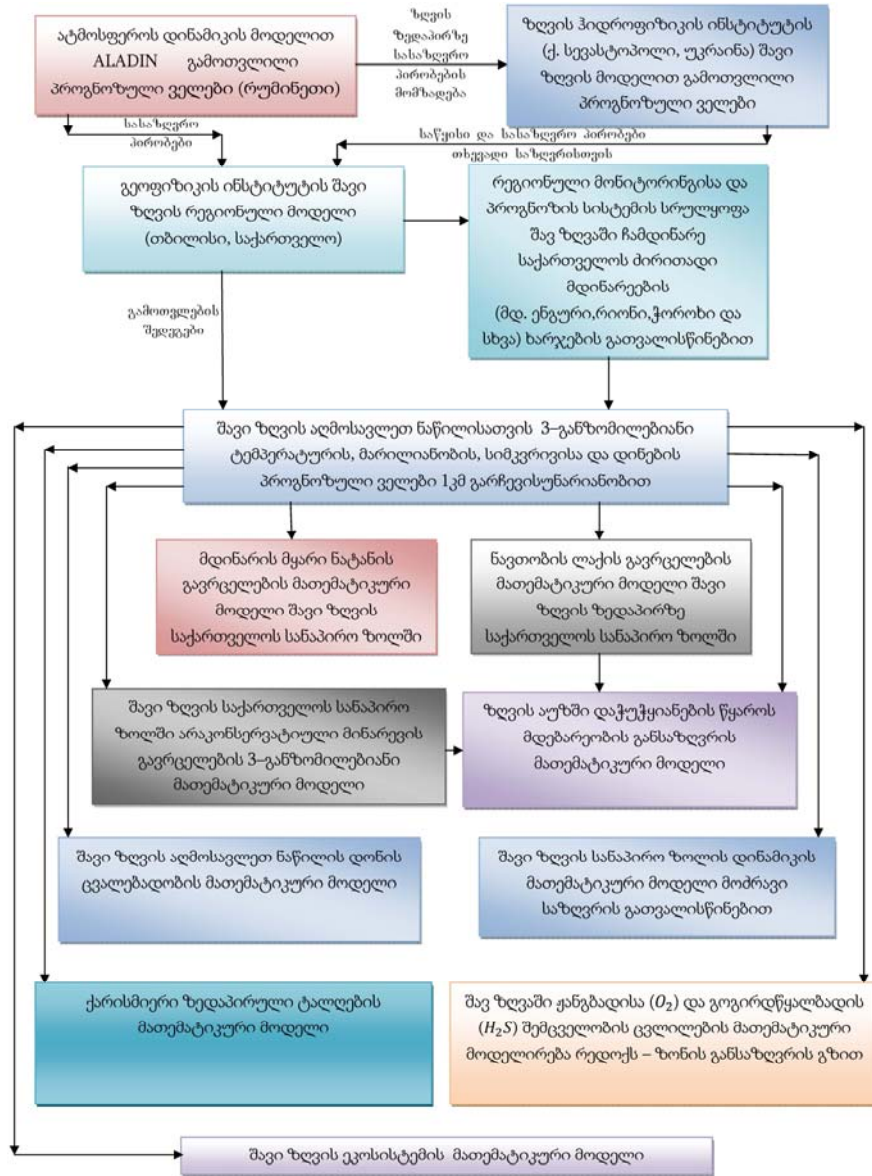 ატმოსფეროს დინამიკის მოდელით
ALADIN გამოთვლილი
პროგნოზული ველები (რუმინეთი)
ზღვის
ზედაპირზე
სასაზღვრო
პირობების
მომზადება
ზღვის ჰიდროფიზიკის ინსტიტუტის
(ქ. სევასტოპოლი, უკრაინა) შავი
ზღვის მოდელით გამოთვლილი
პროგნოზული ველები
სასაზღვრო
პირობები
საწყისი და სასაზღვრო პირობები
თხევადი საზღვრისთვის
გეოფიზიკის ინსტიტუტის შავი
ზღვის რეგიონული მოდელი
(თბილისი, საქართველო)
რეგიონული მონიტორინგისა და
პროგნოზის სისტემის სრულყოფა
შავ ზღვაში ჩამდინარე
საქართველოს ძირითადი
მდინარეების
(მდ. ენგური,რიონი,ჭოროხი და
სხვა) ხარჯების გათვალისწინებით
გამოთვლების
შედეგები
შავი ზღვის აღმოსავლეთ ნაწილისათვის 3–განზომილებიანი
ტემპერატურის, მარილიანობის, სიმკვრივისა და დინების
პროგნოზული ველები 1კმ გარჩევისუნარიანობით
მდინარის მყარი ნატანის
გავრცელების მათემატიკური
მოდელი შავი ზღვის
საქართველოს სანაპირო ზოლში
ნავთობის ლაქის გავრცელების
მათემატიკური მოდელი შავი
ზღვის ზედაპირზე
საქართველოს სანაპირო ზოლში
შავი ზღვის საქართველოს სანაპირო
ზოლში არაკონსერვატიული მინარევის
გავრცელების 3–განზომილებიანი
მათემატიკური მოდელი
ზღვის აუზში დაჭუჭყიანების წყაროს
მდებარეობის განსაზღვრის
მათემატიკური მოდელი
შავი ზღვის აღმოსავლეთ ნაწილის დონის
ცვალებადობის მათემატიკური მოდელი
შავი ზღვის სანაპირო ზოლის დინამიკის
მათემატიკური მოდელი მოძრავი
საზღვრის გათვალისწინებით
ქარისმიერი ზედაპირული ტალღების
მათემატიკური მოდელი
შავ ზღვაში ჟანგბადისა (O₂) და გოგირდწყალბადის
(H₂S) შემცველობის ცვლილების მათემატიკური
მოდელირება რედოქს – ზონის განსაზღვრის გზით
შავი ზღვის ეკოსისტემის მათემატიკური მოდელი